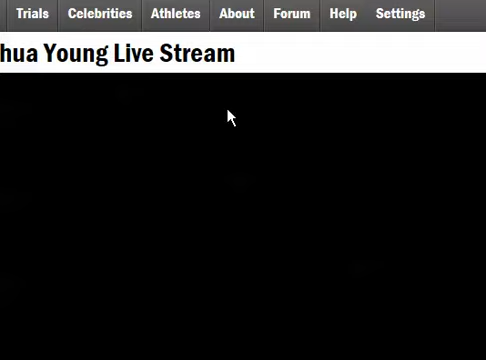 Trials Celebrities Athletes About Forum Help Settings
hua Young Live Stream